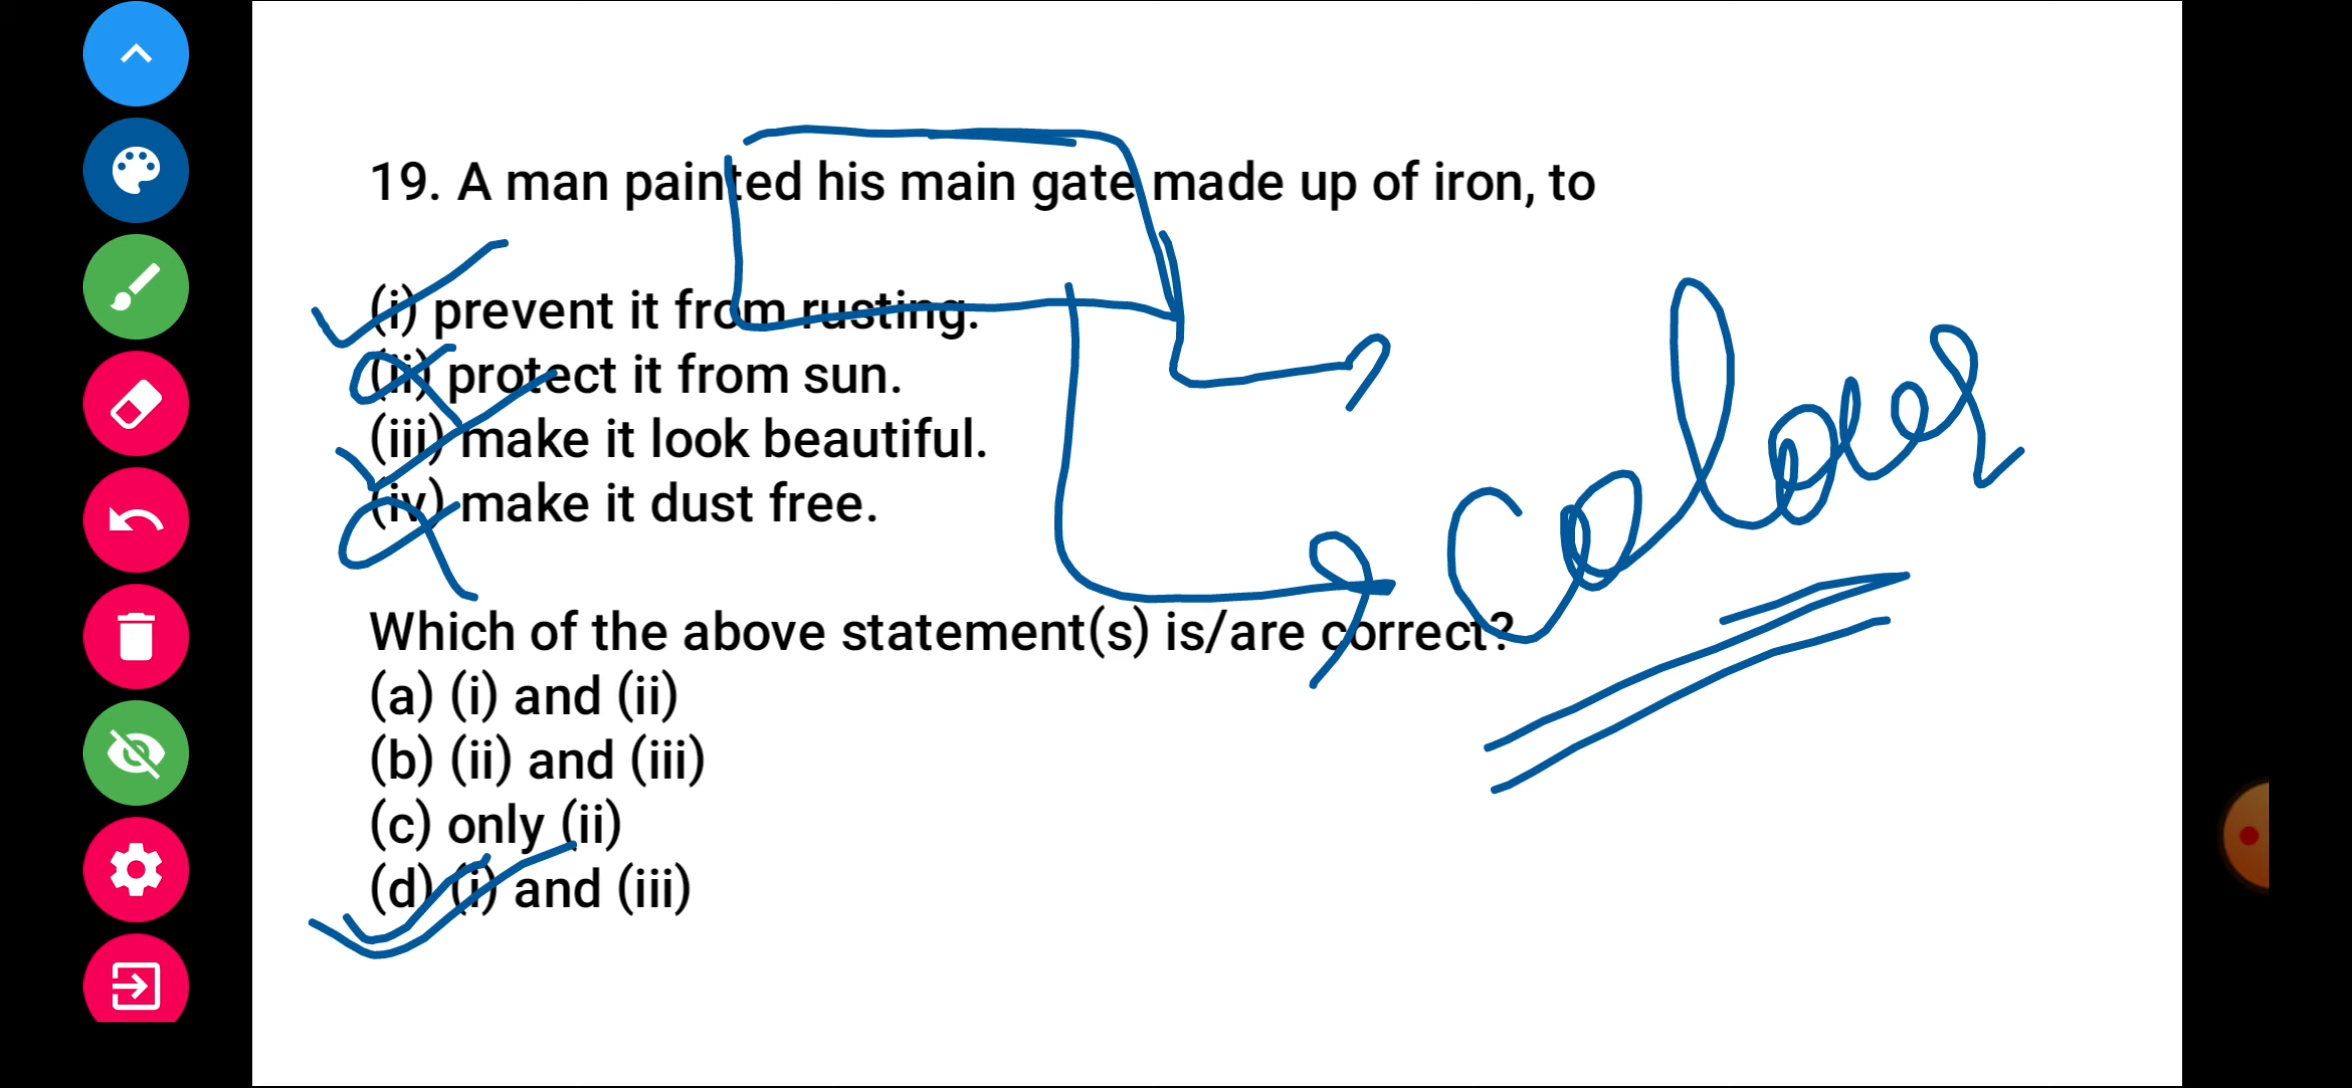 19. A man painted his main gate made up of iron, to
(i) prevent it from rusting.
(ii) protect it from sun.
(iii) make it look beautiful.
(iv) make it dust free.
colour
Which of the above statement(s) is/are correct?
(a) (i) and (ii)
(b) (ii) and (iii)
(c) only (ii)
(d) (i) and (iii)